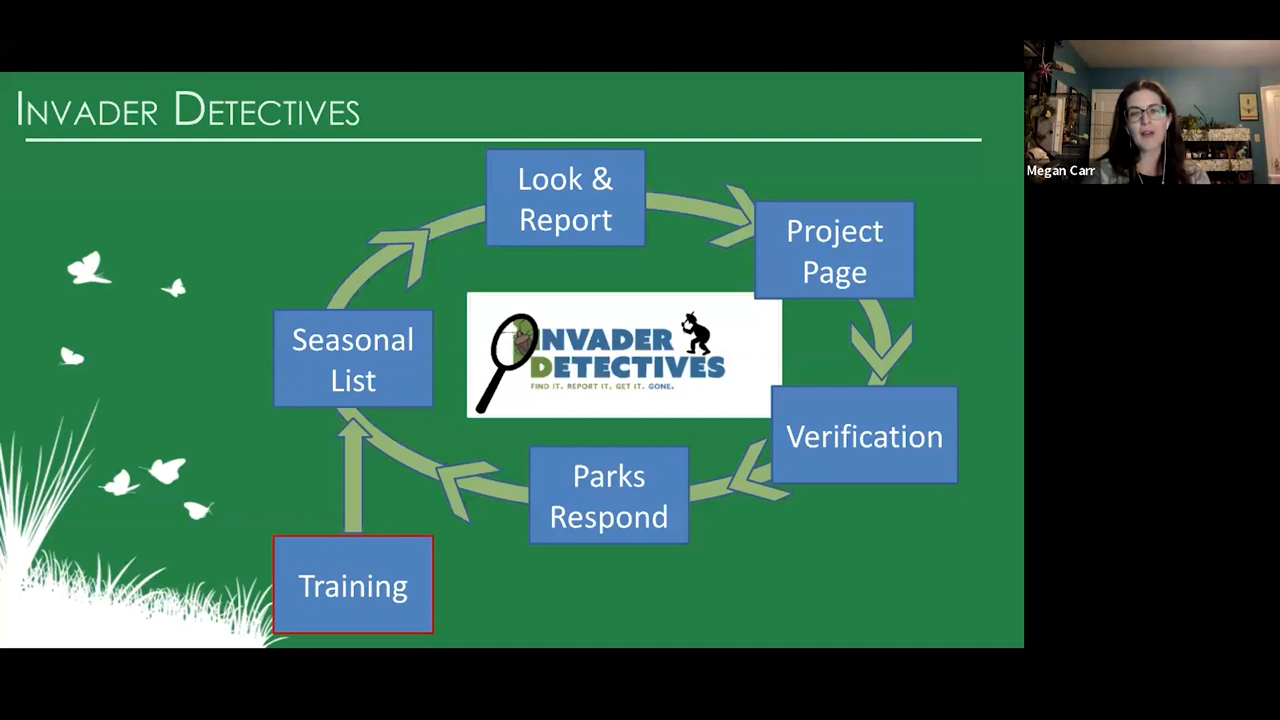 INVADER DETECTIVES
Look &
Report
Project
Page
Megan Carr
Seasonal
List
INVADER
DETECTIVES
FIND IT. REPORT IT. GET IT. GONE.
Verification
Parks
Respond
Training